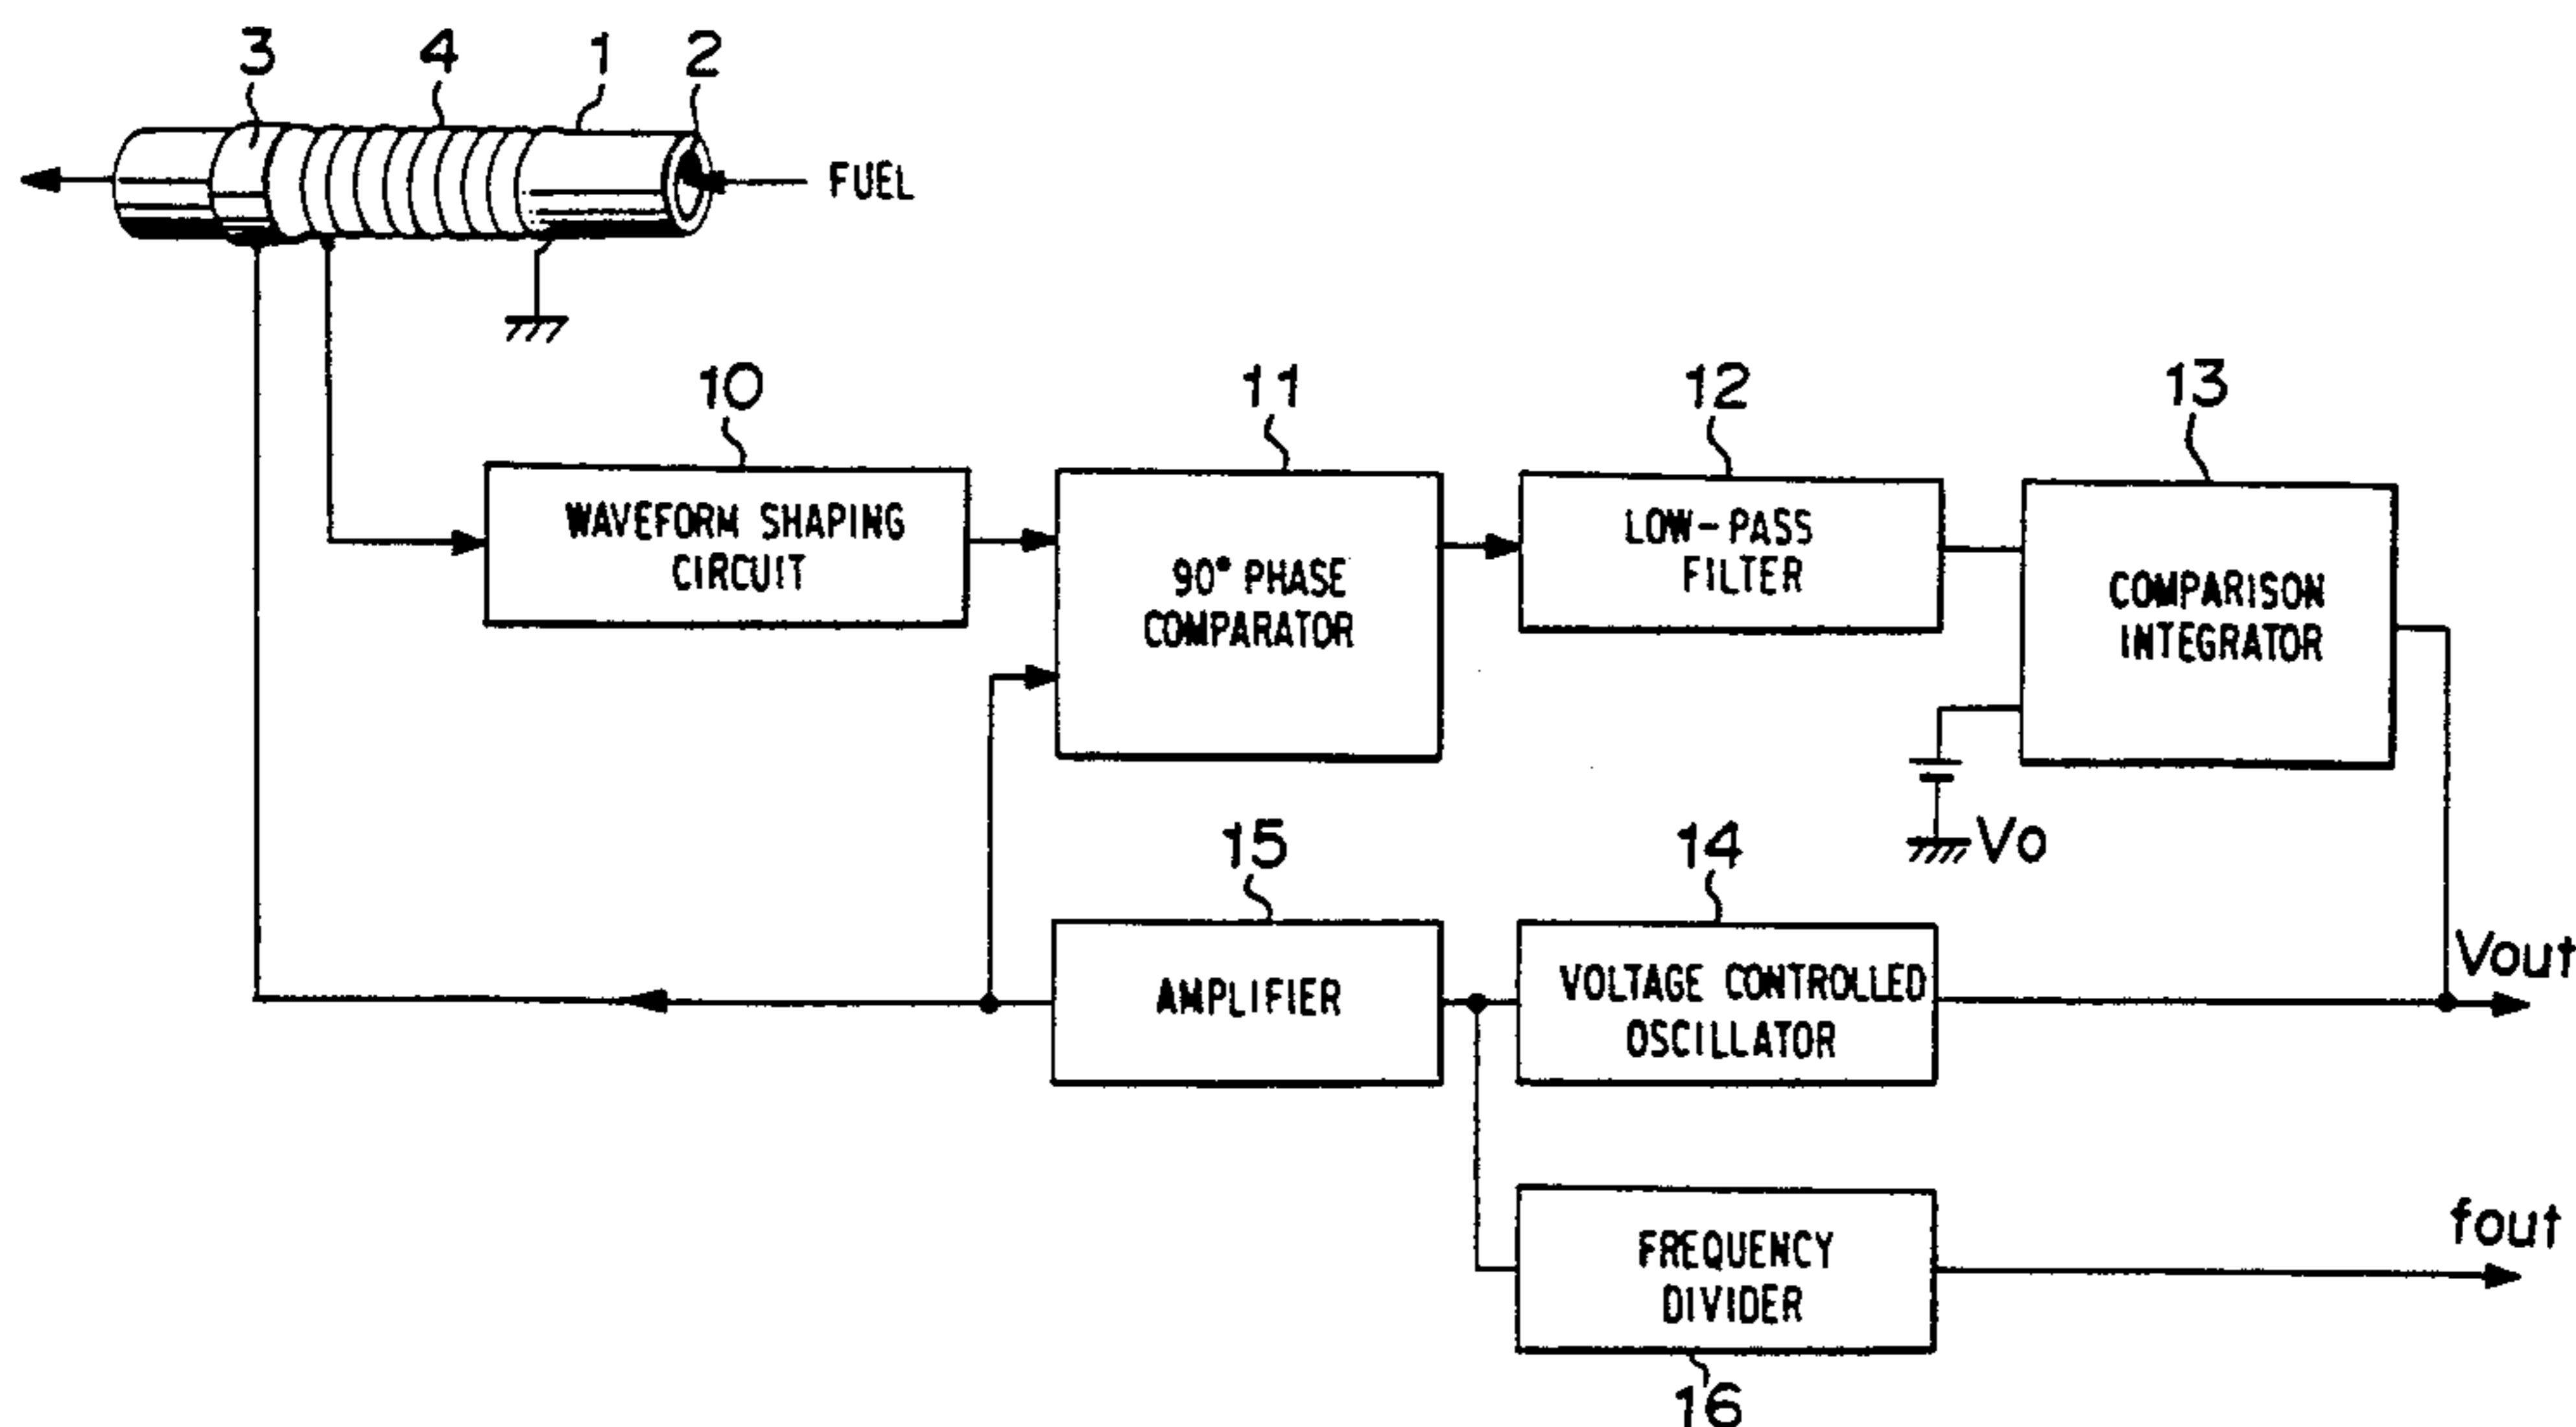 3 4 1 2
FUEL
10 11 12 13
WAVEFORM SHAPING
CIRCUIT
90° PHASE
COMPARATOR
LOW-PASS
FILTER
COMPARISON
INTEGRATOR
Vo
15 14
AMPLIFIER
VOLTAGE CONTROLLED
OSCILLATOR
Vout
FREQUENCY
DIVIDER
fout
16